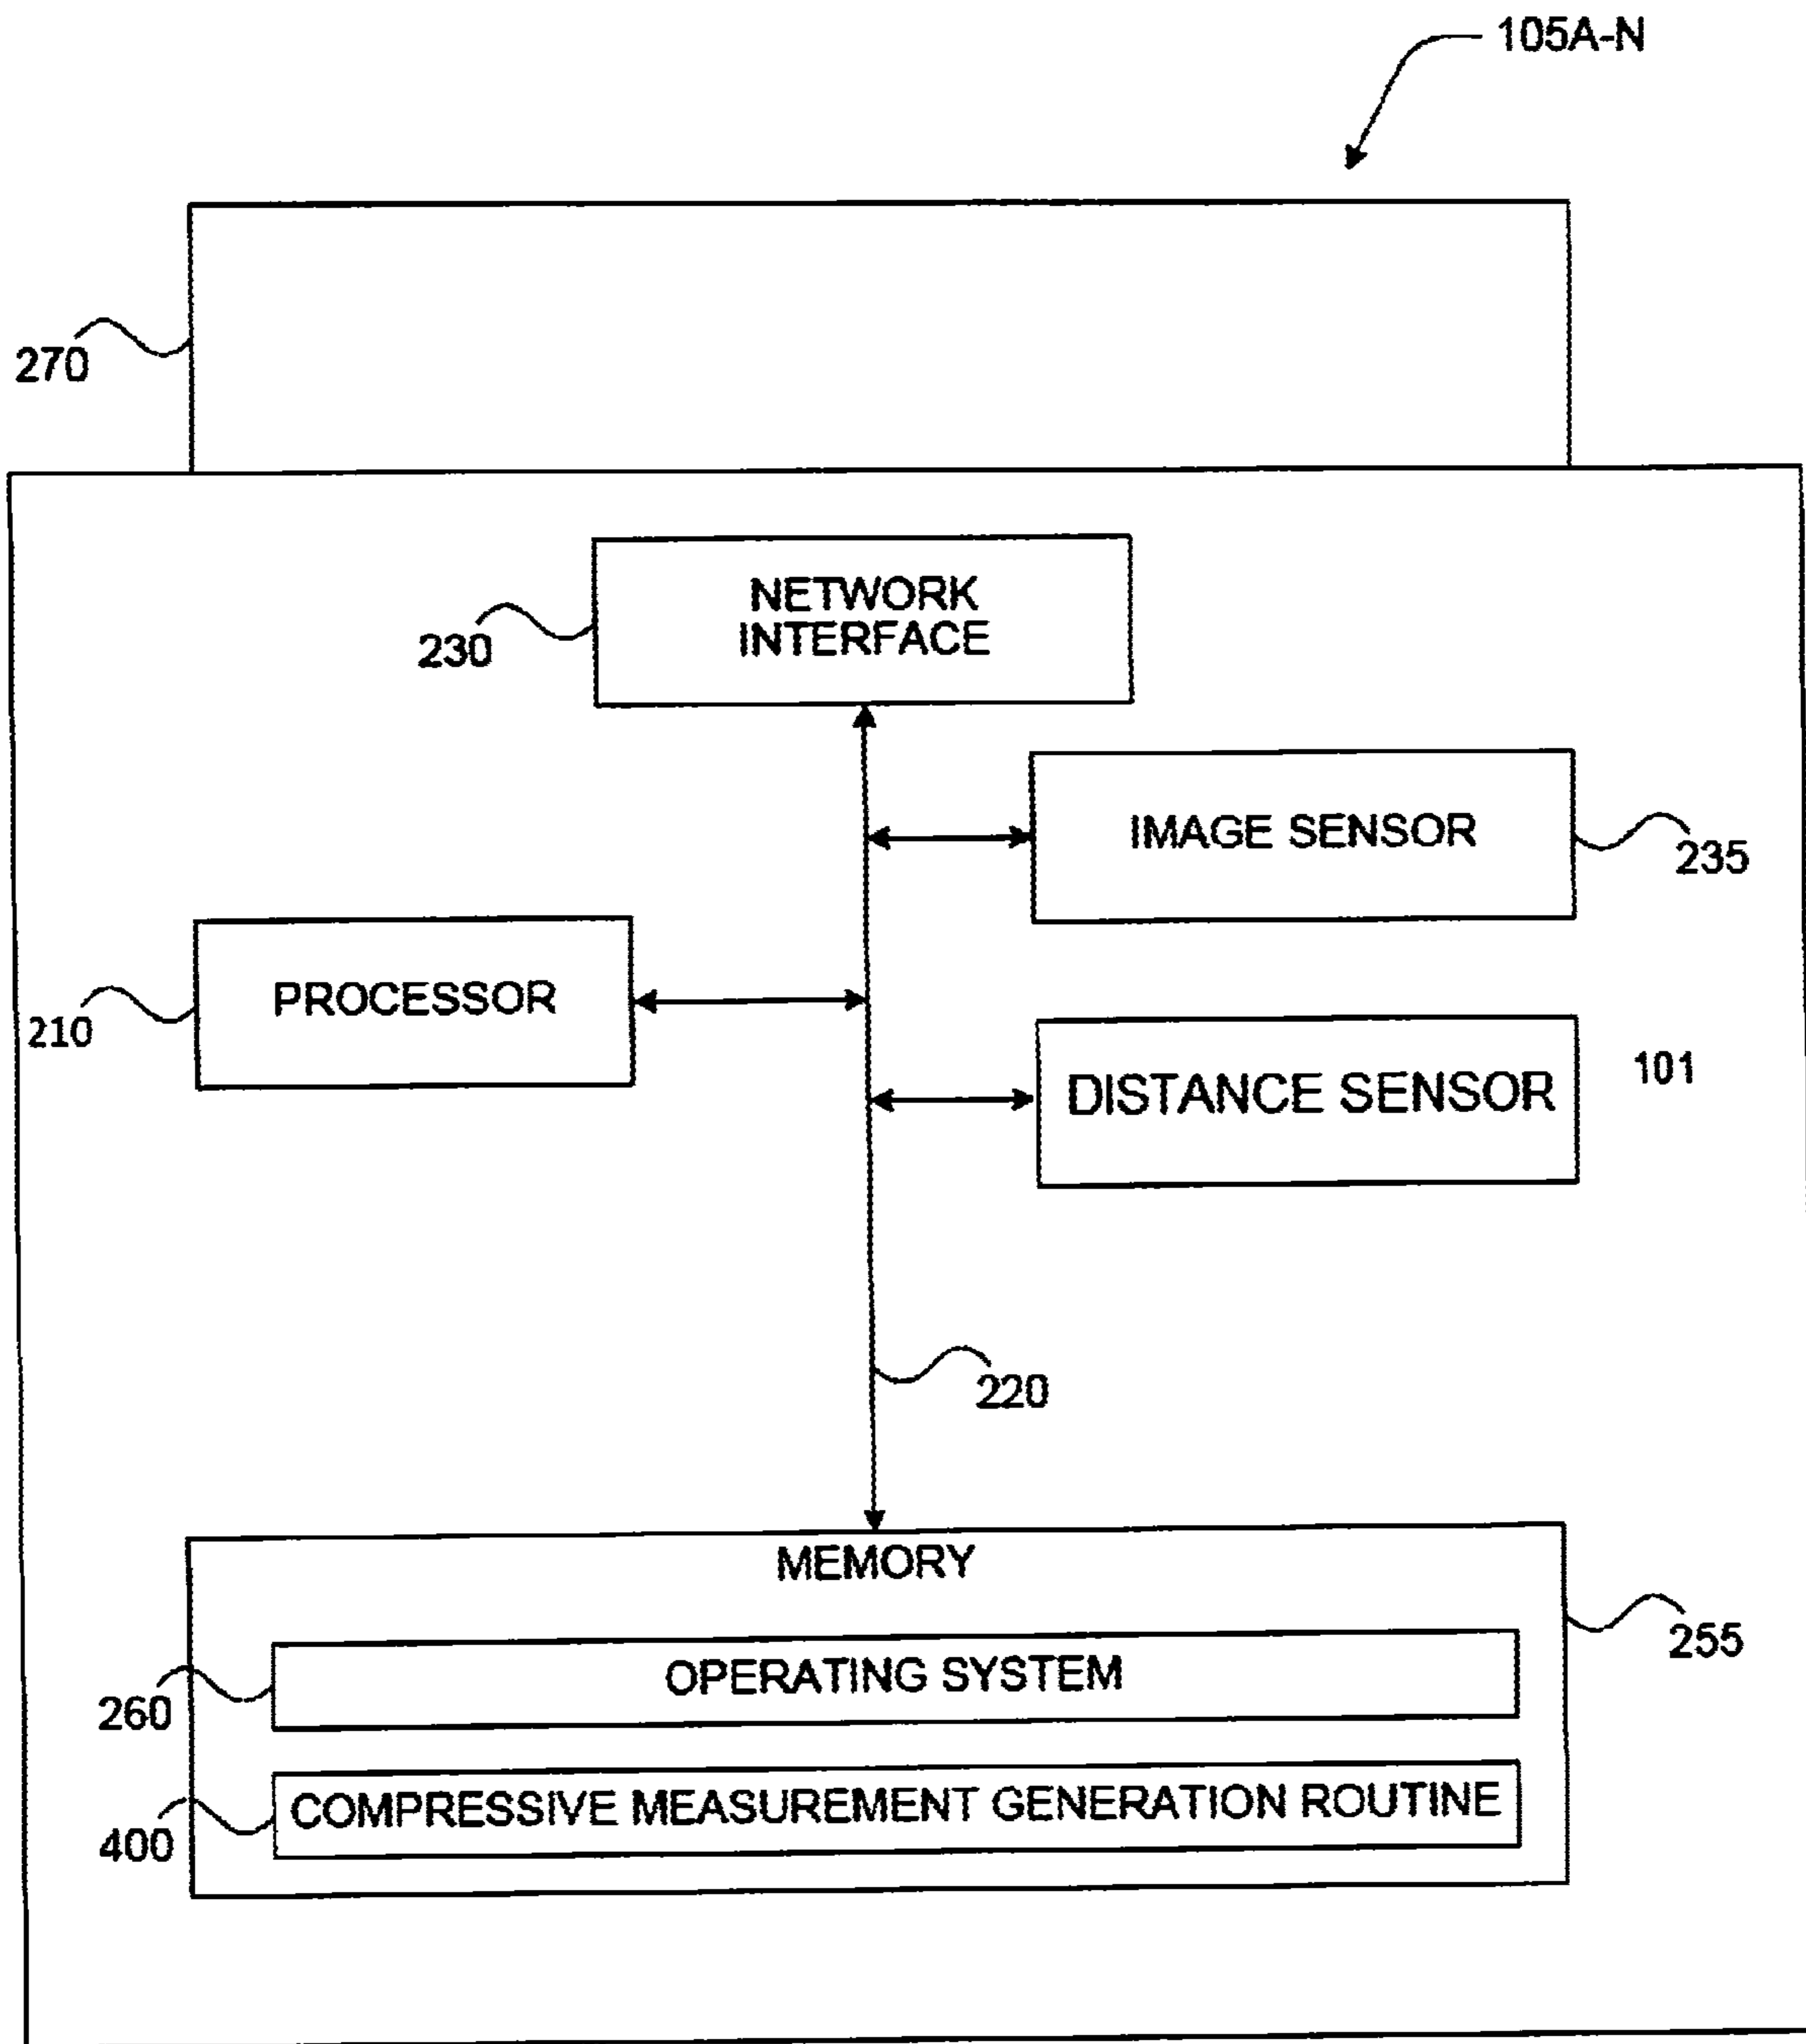 105A-N
270
NETWORK
INTERFACE
230
IMAGE SENSOR
235
PROCESSOR
210
DISTANCE SENSOR
101
220
MEMORY
255
OPERATING SYSTEM
260
COMPRESSIVE MEASUREMENT GENERATION ROUTINE
400